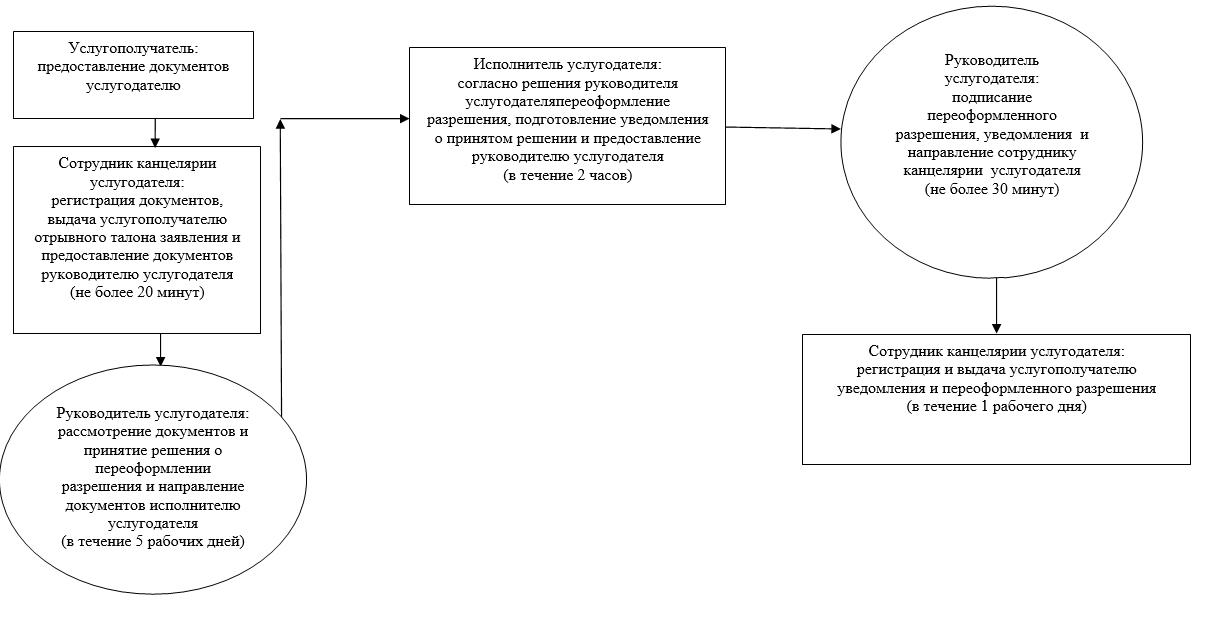 Услугополучатель:
предоставление документов
услугодателю
Сотрудник канцелярии
услугодателя:
регистрация документов,
выдача услугополучателю
отрывного талона заявления и
предоставление документов
руководителю услугодателя
(не более 20 минут)
Руководитель услугодателя:
рассмотрение документов и
принятие решения о
переоформлении
разрешения и направление
документов исполнителю
услугодателя
(в течение 5 рабочих дней)
Исполнитель услугодателя:
согласно решения руководителя
услугодателяпереоформление
разрешения, подготовление уведомления
о принятом решении и предоставление
руководителю услугодателя
(в течение 2 часов)
Руководитель
услугодателя:
подписание
переоформленного
разрешения, уведомления и
направление сотруднику
канцелярии услугодателя
(не более 30 минут)
Сотрудник канцелярии услугодателя:
регистрация и выдача услугополучателю
уведомления и переоформленного разрешения
(в течение 1 рабочего дня)